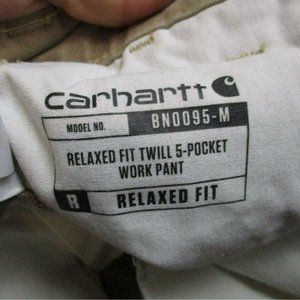 carhartt
MODEL NO. BN0095-M
RELAXED FIT TWILL 5-POCKET
WORK PANT
R RELAXED FIT